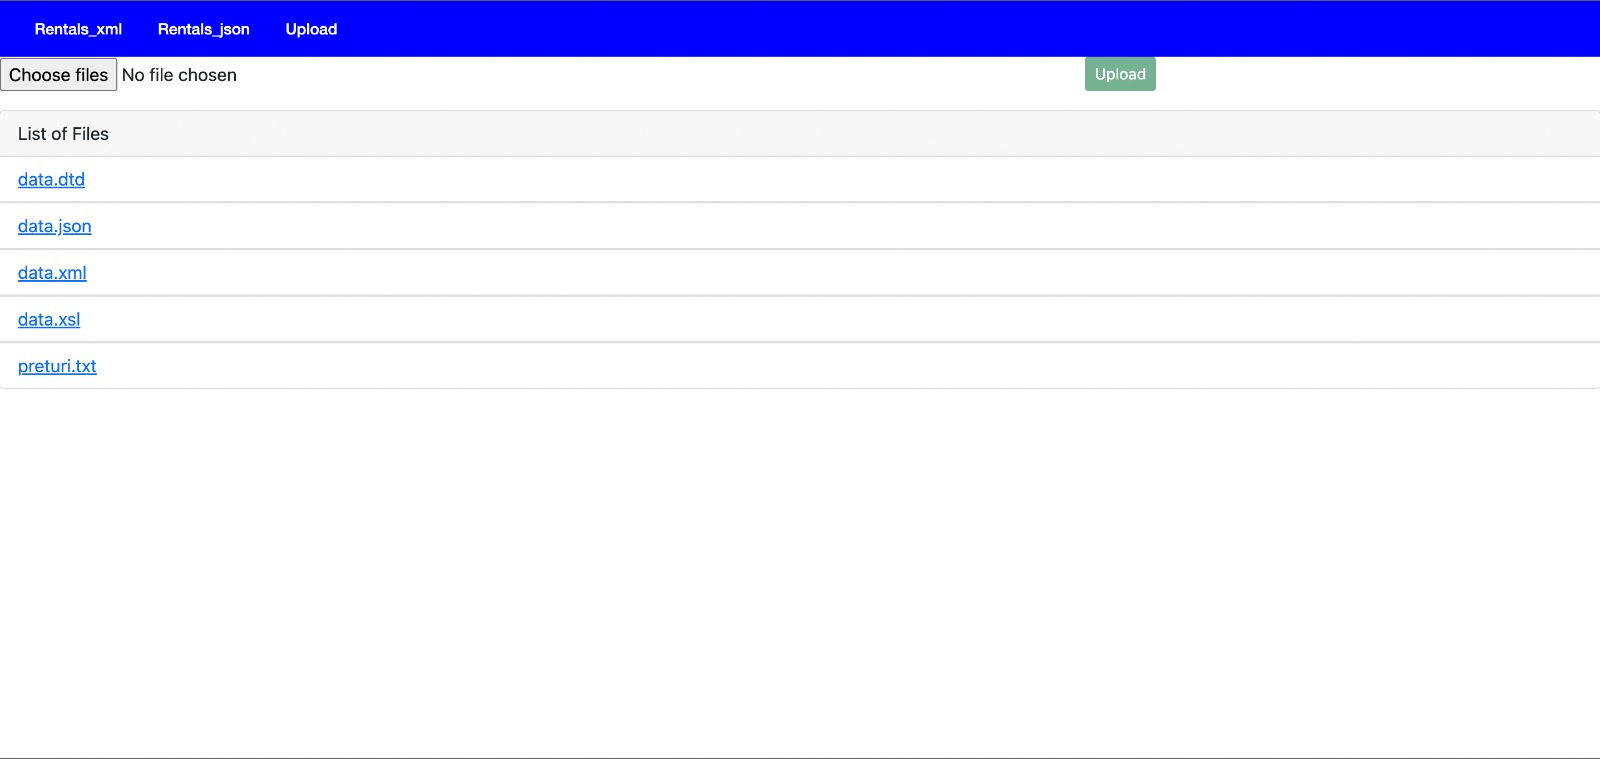 Rentals_xml Rentals_json Upload
Choose files No file chosen Upload
List of Files
data.dtd
data.json
data.xml
data.xsl
preturi.txt